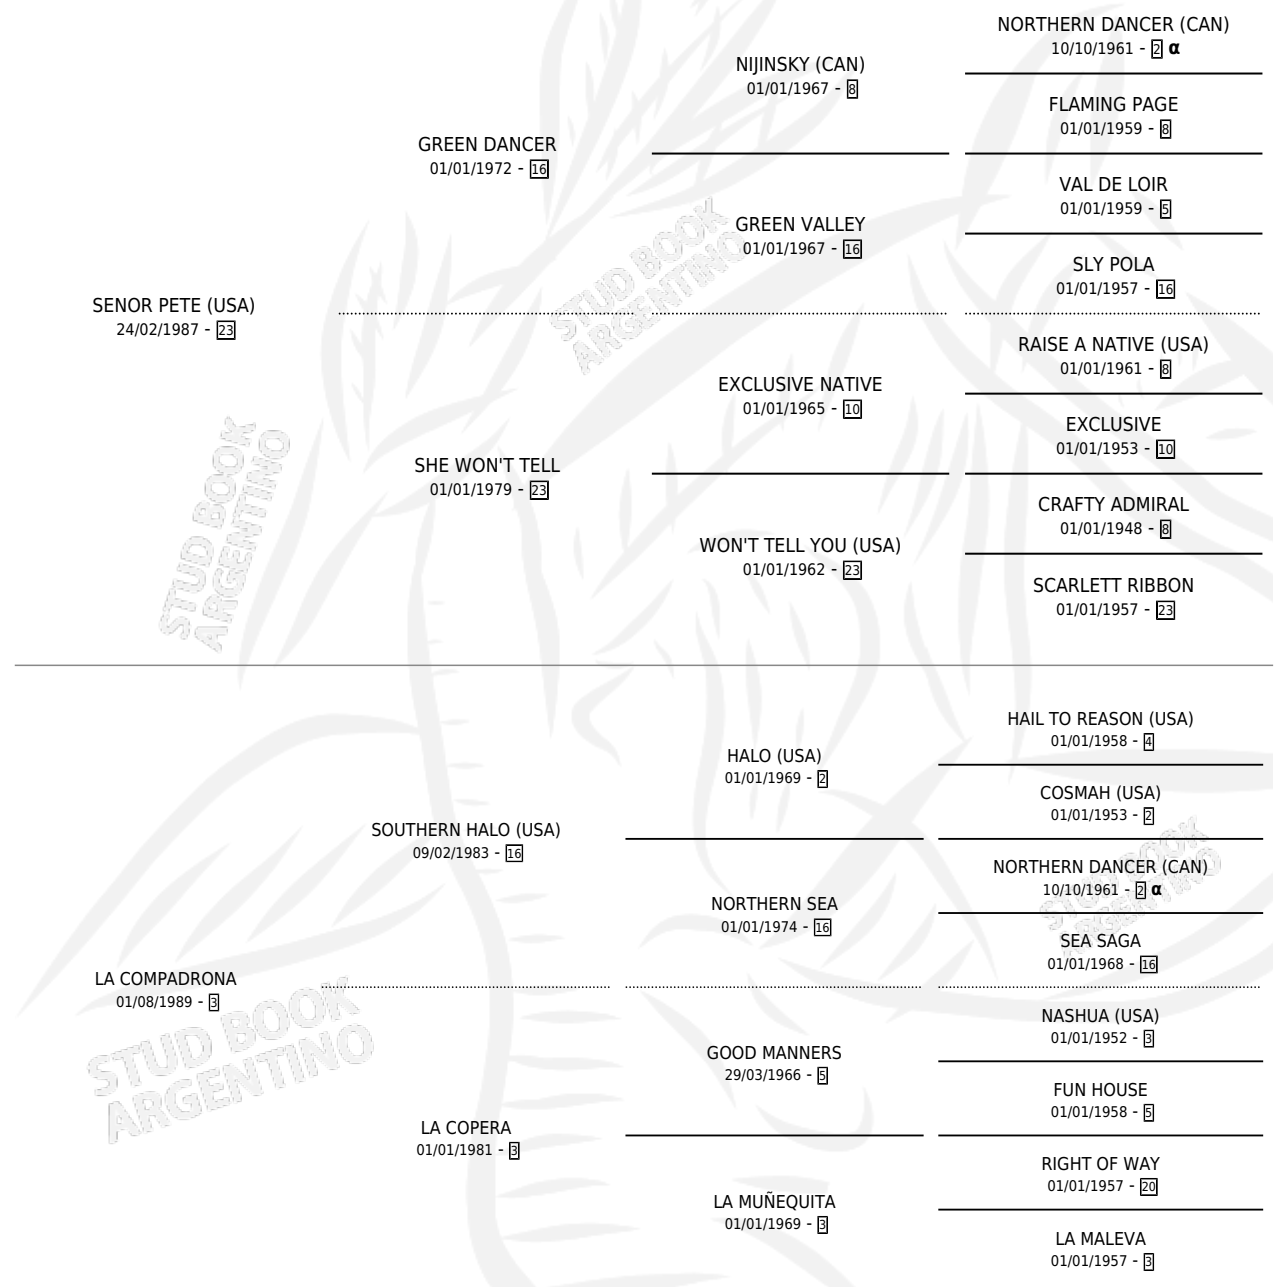 NORTHERN DANCER (CAN)
10/10/1961 - 2 α
NIJINSKY (CAN)
01/01/1967 - 8
FLAMING PAGE
01/01/1959 - 8
GREEN DANCER
01/01/1972 - 16
VAL DE LOIR
01/01/1959 - 5
GREEN VALLEY
01/01/1967 - 16
SLY POLA
01/01/1957 - 16
SENOR PETE (USA)
24/02/1987 - 23
RAISE A NATIVE (USA)
01/01/1961 - 8
EXCLUSIVE NATIVE
01/01/1965 - 10
EXCLUSIVE
01/01/1953 - 10
SHE WON'T TELL
01/01/1979 - 23
CRAFTY ADMIRAL
01/01/1948 - 8
WON'T TELL YOU (USA)
01/01/1962 - 23
SCARLETT RIBBON
01/01/1957 - 23
HAIL TO REASON (USA)
01/01/1958 - 4
HALO (USA)
01/01/1969 - 2
COSMAH (USA)
01/01/1953 - 2
SOUTHERN HALO (USA)
09/02/1983 - 16
NORTHERN DANCER (CAN)
10/10/1961 - 2 α
NORTHERN SEA
01/01/1974 - 16
SEA SAGA
01/01/1968 - 16
LA COMPADRONA
01/08/1989 - 3
NASHUA (USA)
01/01/1952 - 3
GOOD MANNERS
29/03/1966 - 5
FUN HOUSE
01/01/1958 - 5
LA COPERA
01/01/1981 - 3
RIGHT OF WAY
01/01/1957 - 20
LA MUÑEQUITA
01/01/1969 - 3
LA MALEVA
01/01/1957 - 3
STUD BOOK
ARGENTINO
STUD BOOK
ARGENTINO
STUD BOOK
ARGENTINO
STUD BOOK
ARGENTINO